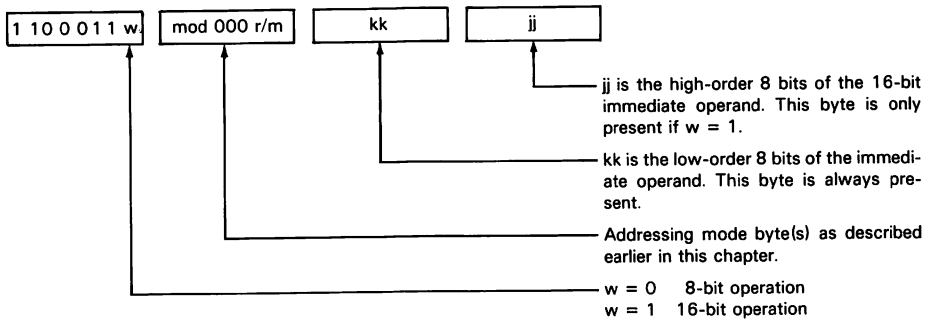 1 1 0 0 0 1 1 w
mod 000 r/m
kk
jj
jj is the high-order 8 bits of the 16-bit
immediate operand. This byte is only
present if w = 1.
kk is the low-order 8 bits of the immedi-
ate operand. This byte is always pre-
sent.
Addressing mode byte(s) as described
earlier in this chapter.
w = 0 8-bit operation
w = 1 16-bit operation